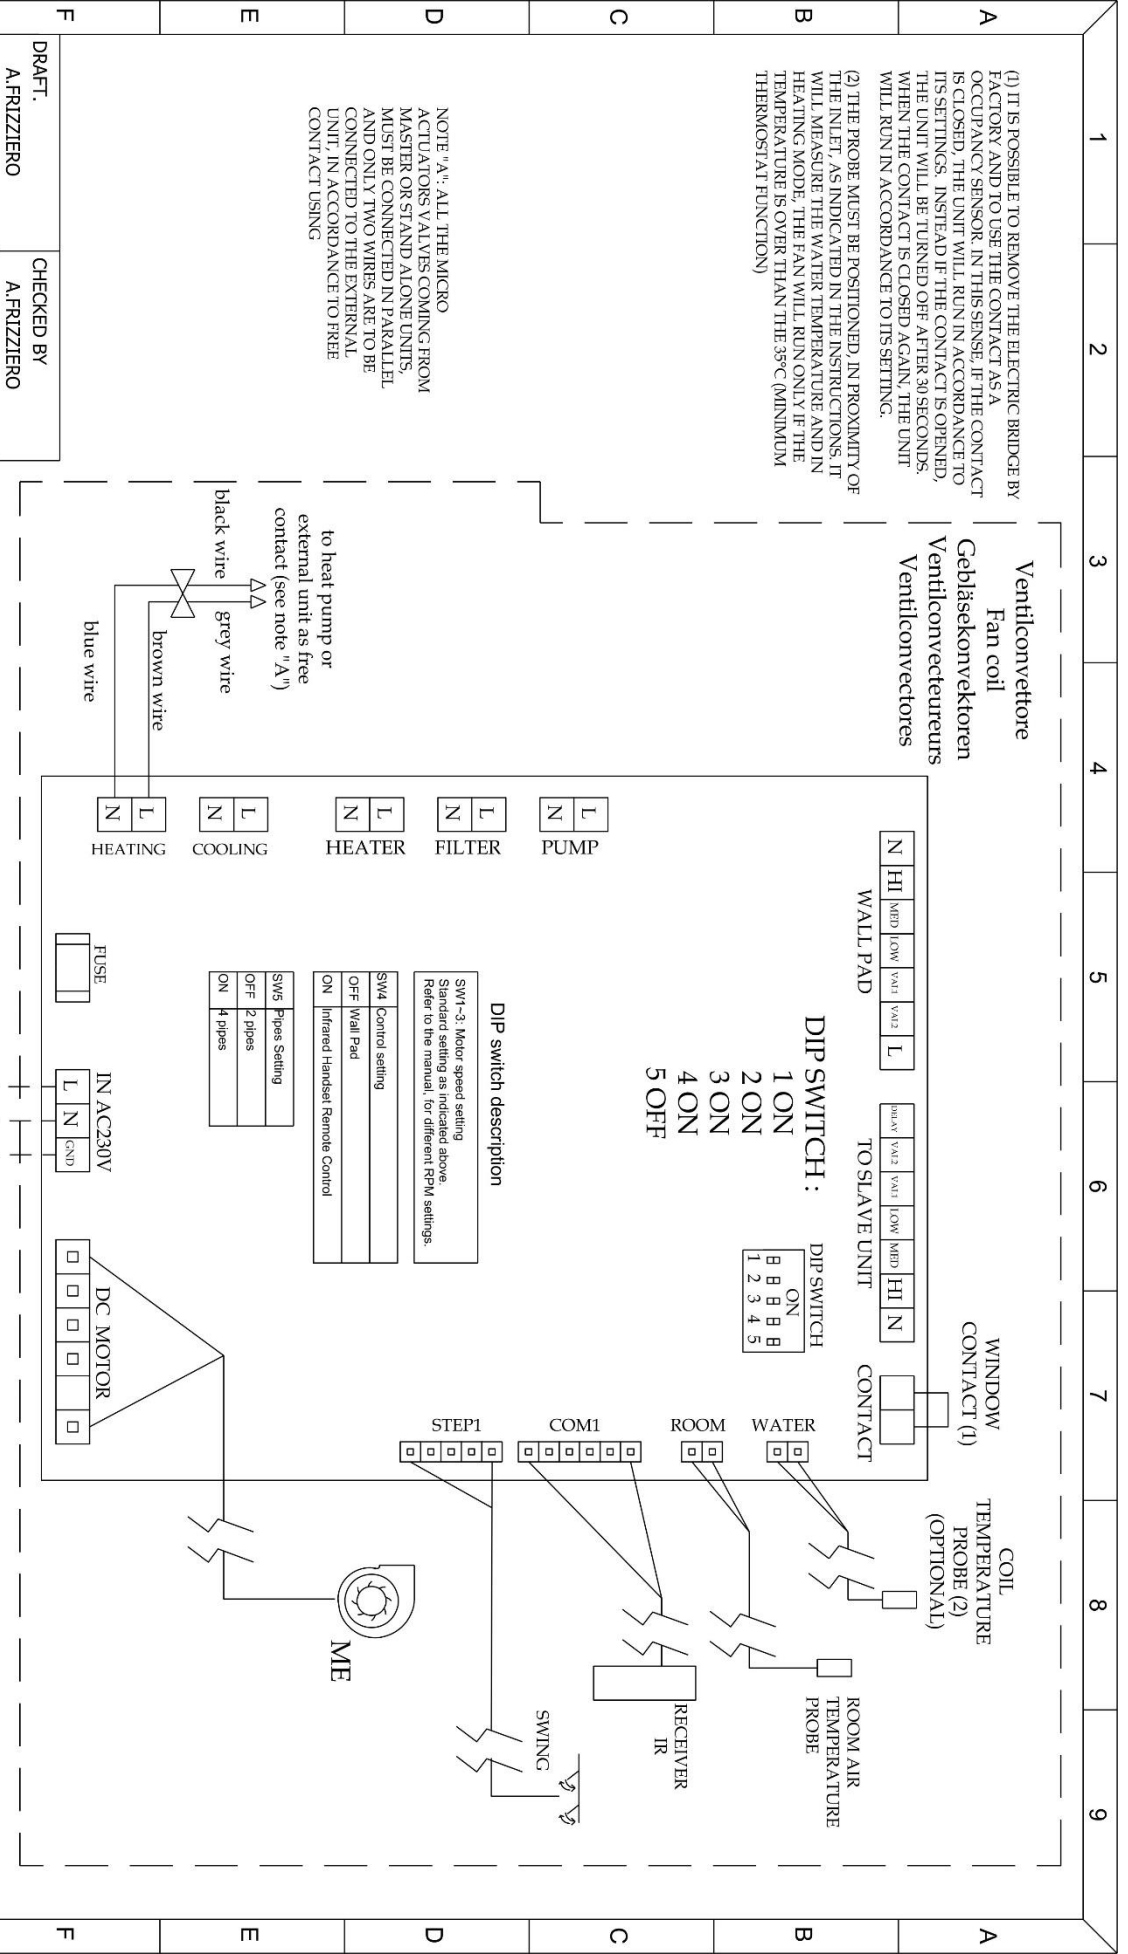 1
2
3
4
5
6
7
8
9
A
B
C
D
E
F
A
B
C
D
E
F
(1) IT IS POSSIBLE TO REMOVE THE ELECTRIC BRIDGE BY
FACTORY AND TO USE THE CONTACT AS A
OCCUPANCY SENSOR. IN THIS SENSE, IF THE CONTACT
IS CLOSED, THE UNIT WILL RUN IN ACCORDANCE TO
ITS SETTINGS. INSTEAD IF THE CONTACT IS OPENED,
THE UNIT WILL BE TURNED OFF AFTER 30 SECONDS.
WHEN THE CONTACT IS CLOSED AGAIN, THE UNIT
WILL RUN IN ACCORDANCE TO ITS SETTING.
(2) THE PROBE MUST BE POSITIONED, IN PROXIMITY OF
THE INLET, AS INDICATED IN THE INSTRUCTIONS. IT
WILL MEASURE THE WATER TEMPERATURE AND IN
HEATING MODE, THE FAN WILL RUN ONLY IF THE
TEMPERATURE IS OVER THAN THE 35°C (MINIMUM
THERMOSTAT FUNCTION)
NOTE "A": ALL THE MICRO
ACTUATORS VALVES COMING FROM
MASTER OR STAND ALONE UNITS,
MUST BE CONNECTED IN PARALLEL
AND ONLY TWO WIRES ARE TO BE
CONNECTED TO THE EXTERNAL
UNIT, IN ACCORDANCE TO FREE
CONTACT USING
DRAFT.
A.FRIZZIERO
CHECKED BY
A.FRIZZIERO
Ventilconvettore
Fan coil
Gebläsekonvektoren
Ventilconvecteureurs
Ventilconvectores
to heat pump or
external unit as free
contact (see note "A")
black wire
grey wire
brown wire
blue wire
N HI MED LOW VAL1 VAL2 L
WALL PAD
DELAY VAL2 VAL1 LOW MED HI N
TO SLAVE UNIT
WINDOW
CONTACT (1)
CONTACT
L
N
PUMP
L
N
FILTER
L
N
HEATER
L
N
COOLING
L
N
HEATING
DIP SWITCH :
1 ON
2 ON
3 ON
4 ON
5 OFF
DIP SWITCH
ON
1 2 3 4 5
DIP switch description
SW1~3: Motor speed setting
Standard setting as indicated above.
Refer to the manual, for different RPM settings.
SW4 Control setting
OFF Wall Pad
ON Infrared Handset Remote Control
SW5 Pipes Setting
OFF 2 pipes
ON 4 pipes
FUSE
IN AC230V
L N GND
DC MOTOR
WATER
ROOM
COM1
STEP1
COIL
TEMPERATURE
PROBE (2)
(OPTIONAL)
ROOM AIR
TEMPERATURE
PROBE
RECEIVER
IR
SWING
ME